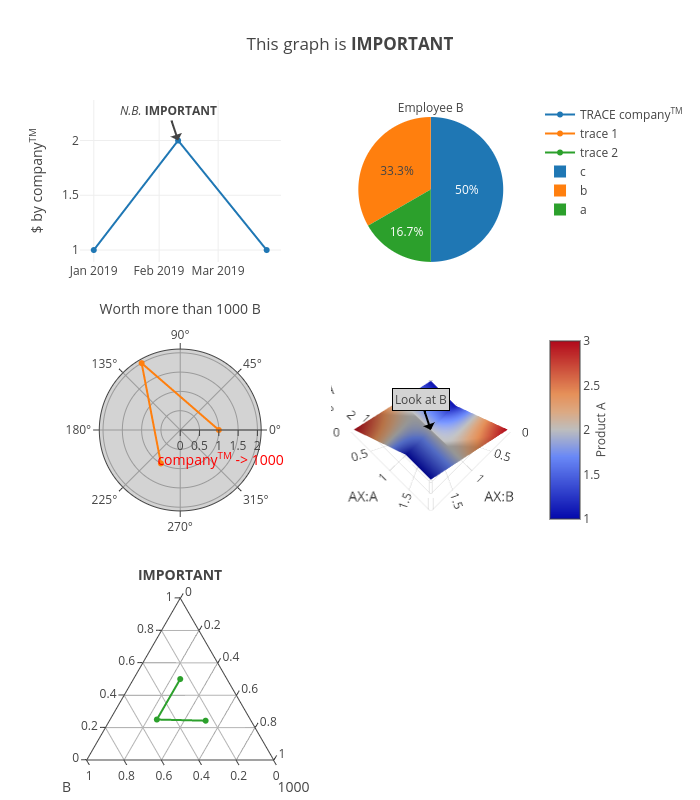 This graph is IMPORTANT
N.B. IMPORTANT
$ by company™
2
1.5
1
Jan 2019 Feb 2019 Mar 2019
Employee B
33.3%
50%
16.7%
TRACE company™
trace 1
trace 2
c
b
a
Worth more than 1000 B
90°
135° 45°
180° 0°
0 0.5 1 1.5 2
company™ -> 1000
225° 315°
270°
Look at B
2
1
0 0
0.5 0.5
1 1
1.5 1.5
AX:A AX:B
3
2.5
2
1.5
1
Product A
IMPORTANT
1 0
0.8 0.2
0.6 0.4
0.4 0.6
0.2 0.8
0 1
1 0.8 0.6 0.4 0.2 0
B 1000